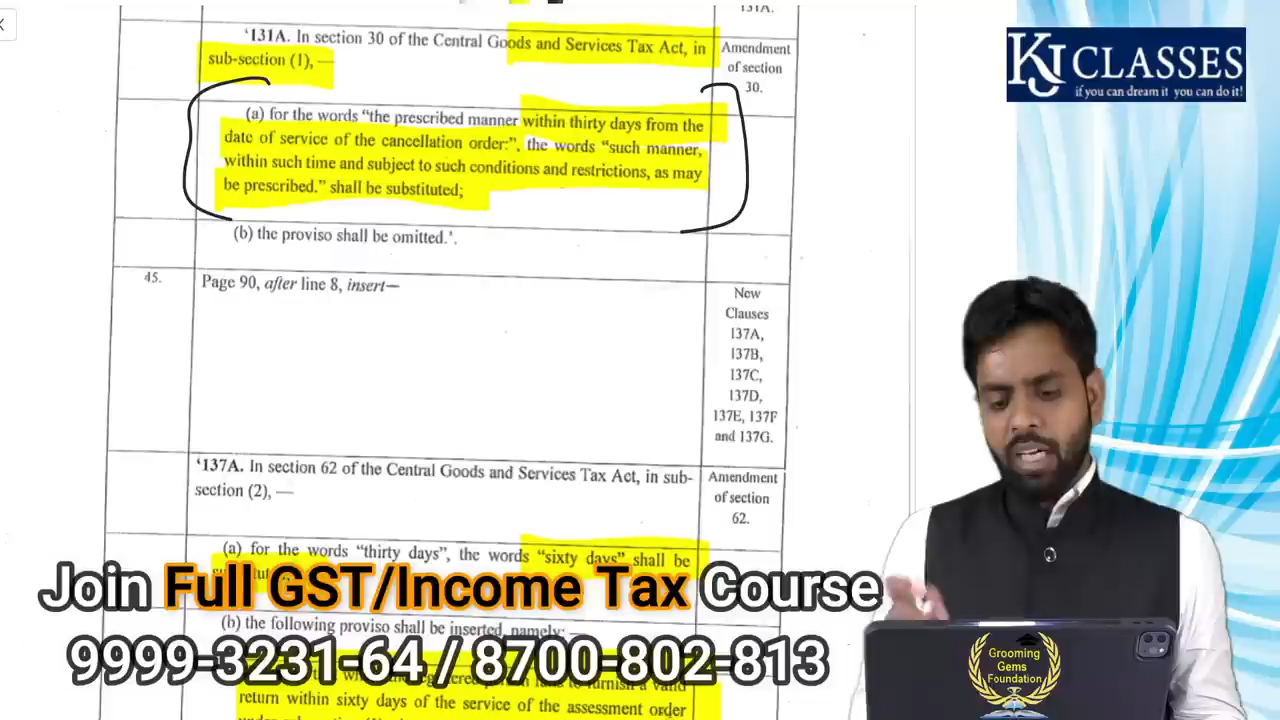 131A.
‘131A. In section 30 of the Central Goods and Services Tax Act, in
sub-section (1), —
Amendment
of section
30.
(a) for the words “the prescribed manner within thirty days from the
date of service of the cancellation order:”, the words “such manner,
within such time and subject to such conditions and restrictions, as may
be prescribed.” shall be substituted;
(b) the proviso shall be omitted.’.
45.
Page 90, after line 8, insert—
New
Clauses
137A,
137B,
137C,
137D,
137E, 137F
and 137G.
‘137A. In section 62 of the Central Goods and Services Tax Act, in sub-
section (2), —
Amendment
of section
62.
(a) for the words “thirty days”, the words “sixty days” shall be
(b) the following proviso shall be inserted, namely: —
furnish a valid
return within sixty days of the service of the assessment order
KJ CLASSES
if you can dream it you can do it!
Join Full GST/Income Tax Course
9999-3231-64 / 8700-802-813
Grooming
Gems
Foundation